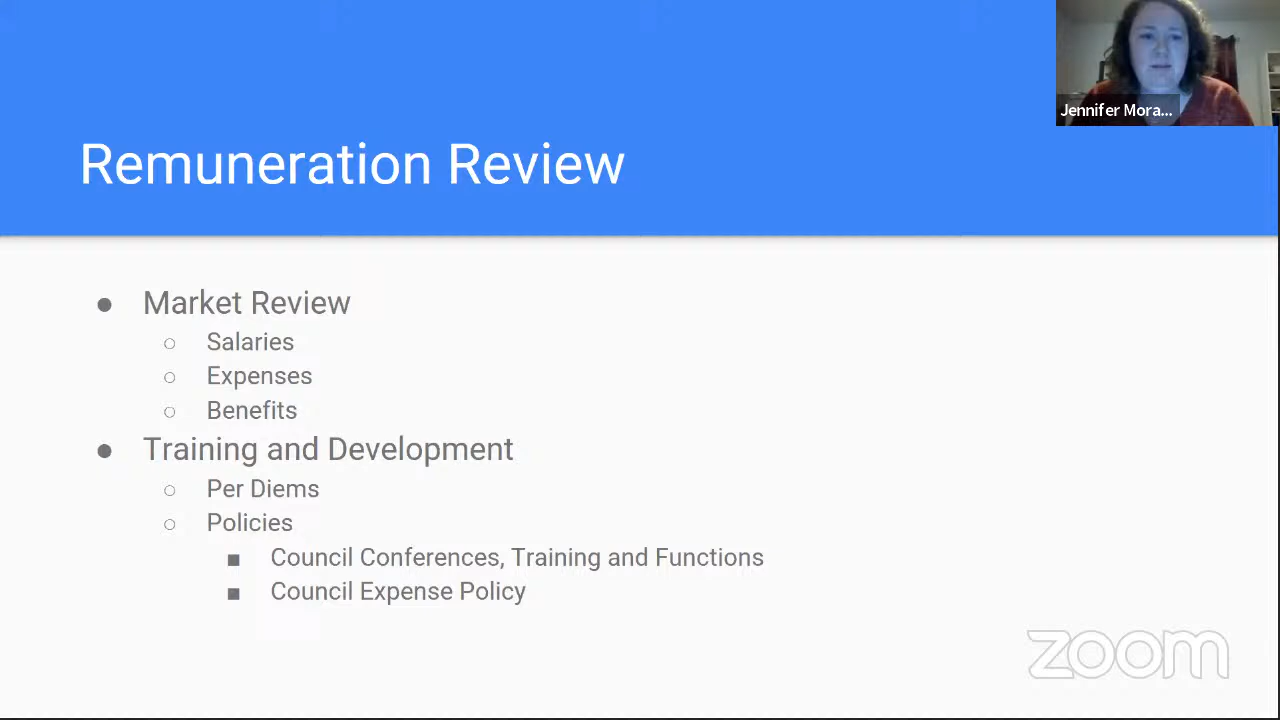 Jennifer Mora...
Remuneration Review
● Market Review
○ Salaries
○ Expenses
○ Benefits
● Training and Development
○ Per Diems
○ Policies
■ Council Conferences, Training and Functions
■ Council Expense Policy
zoom